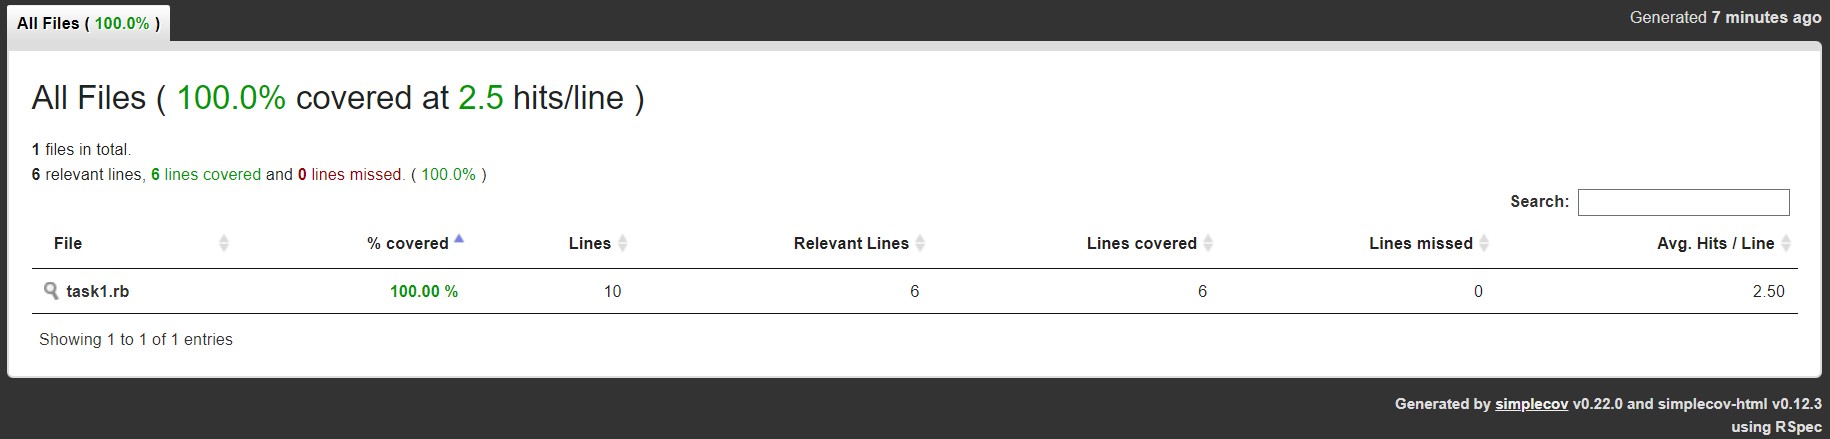 All Files ( 100.0% )
Generated 7 minutes ago
All Files ( 100.0% covered at 2.5 hits/line )
1 files in total.
6 relevant lines, 6 lines covered and 0 lines missed. ( 100.0% )
Search:
File % covered Lines Relevant Lines Lines covered Lines missed Avg. Hits / Line
task1.rb 100.00 % 10 6 6 0 2.50
Showing 1 to 1 of 1 entries
Generated by simplecov v0.22.0 and simplecov-html v0.12.3
using RSpec